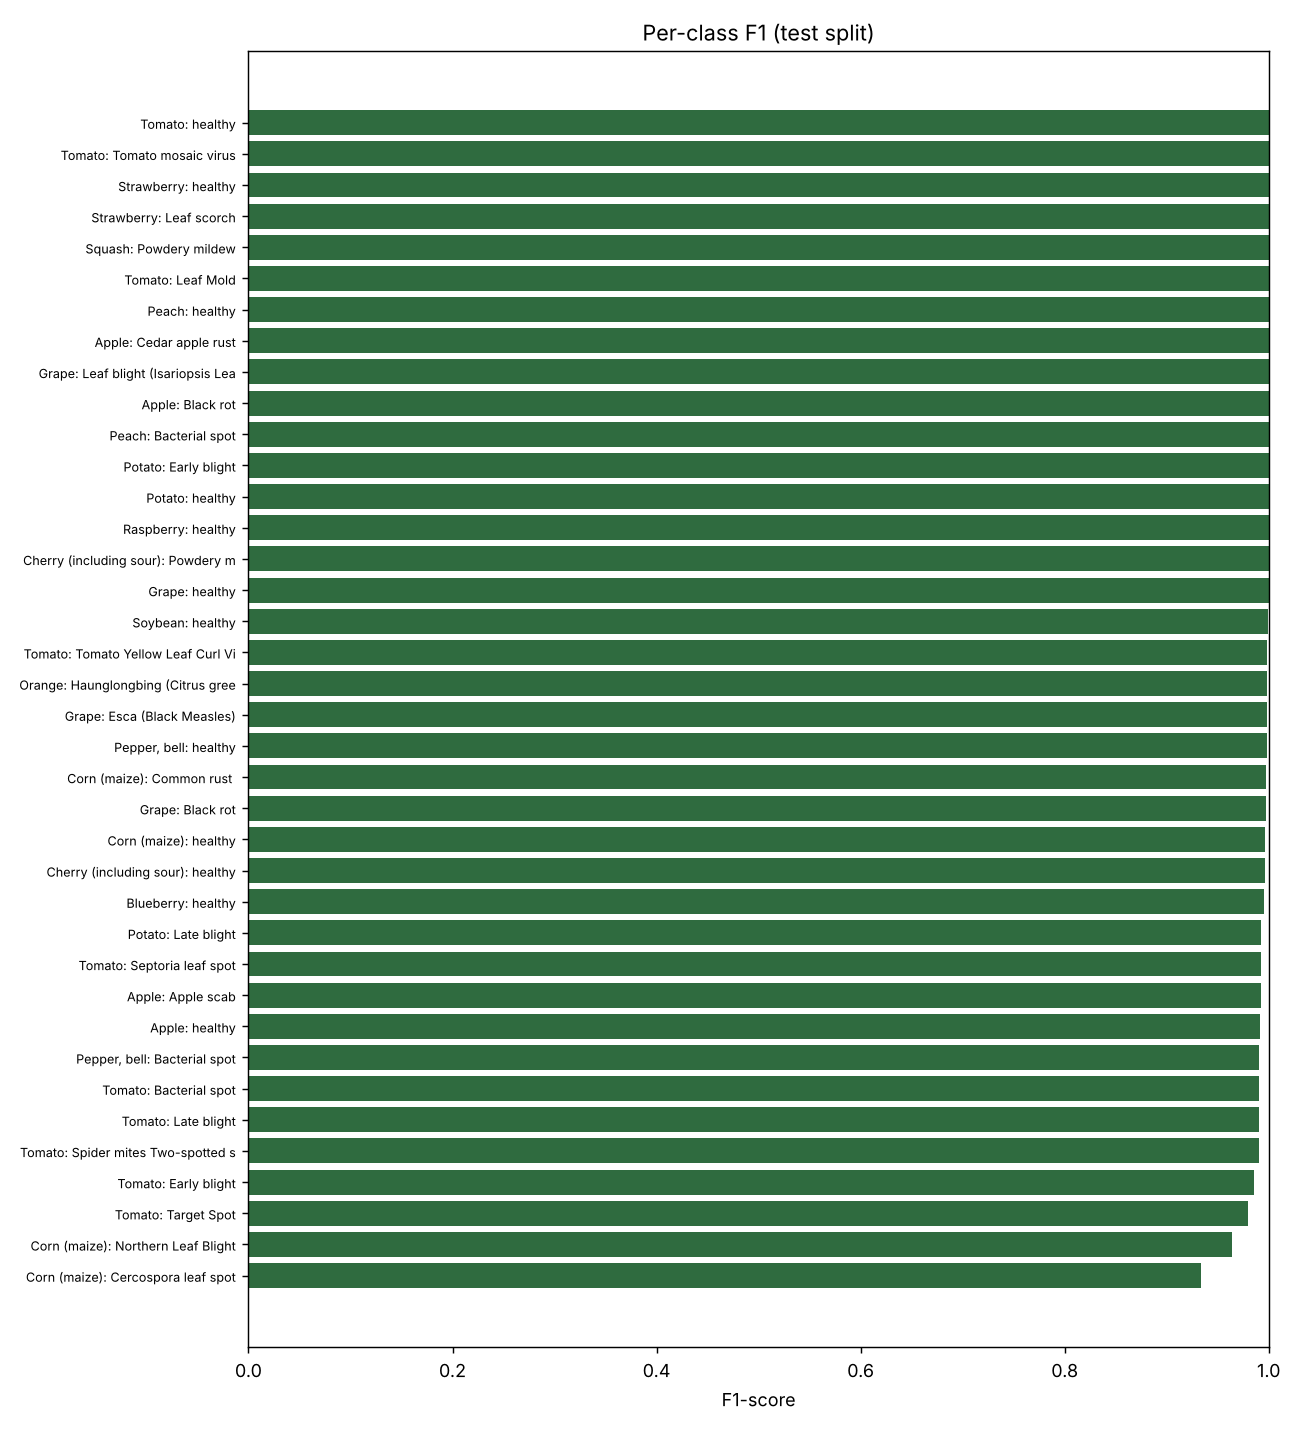 Per-class F1 (test split)
Tomato: healthy
Tomato: Tomato mosaic virus
Strawberry: healthy
Strawberry: Leaf scorch
Squash: Powdery mildew
Tomato: Leaf Mold
Peach: healthy
Apple: Cedar apple rust
Grape: Leaf blight (Isariopsis Lea
Apple: Black rot
Peach: Bacterial spot
Potato: Early blight
Potato: healthy
Raspberry: healthy
Cherry (including sour): Powdery m
Grape: healthy
Soybean: healthy
Tomato: Tomato Yellow Leaf Curl Vi
Orange: Haunglongbing (Citrus gree
Grape: Esca (Black Measles)
Pepper, bell: healthy
Corn (maize): Common rust
Grape: Black rot
Corn (maize): healthy
Cherry (including sour): healthy
Blueberry: healthy
Potato: Late blight
Tomato: Septoria leaf spot
Apple: Apple scab
Apple: healthy
Pepper, bell: Bacterial spot
Tomato: Bacterial spot
Tomato: Late blight
Tomato: Spider mites Two-spotted s
Tomato: Early blight
Tomato: Target Spot
Corn (maize): Northern Leaf Blight
Corn (maize): Cercospora leaf spot
0.0 0.2 0.4 0.6 0.8 1.0
F1-score